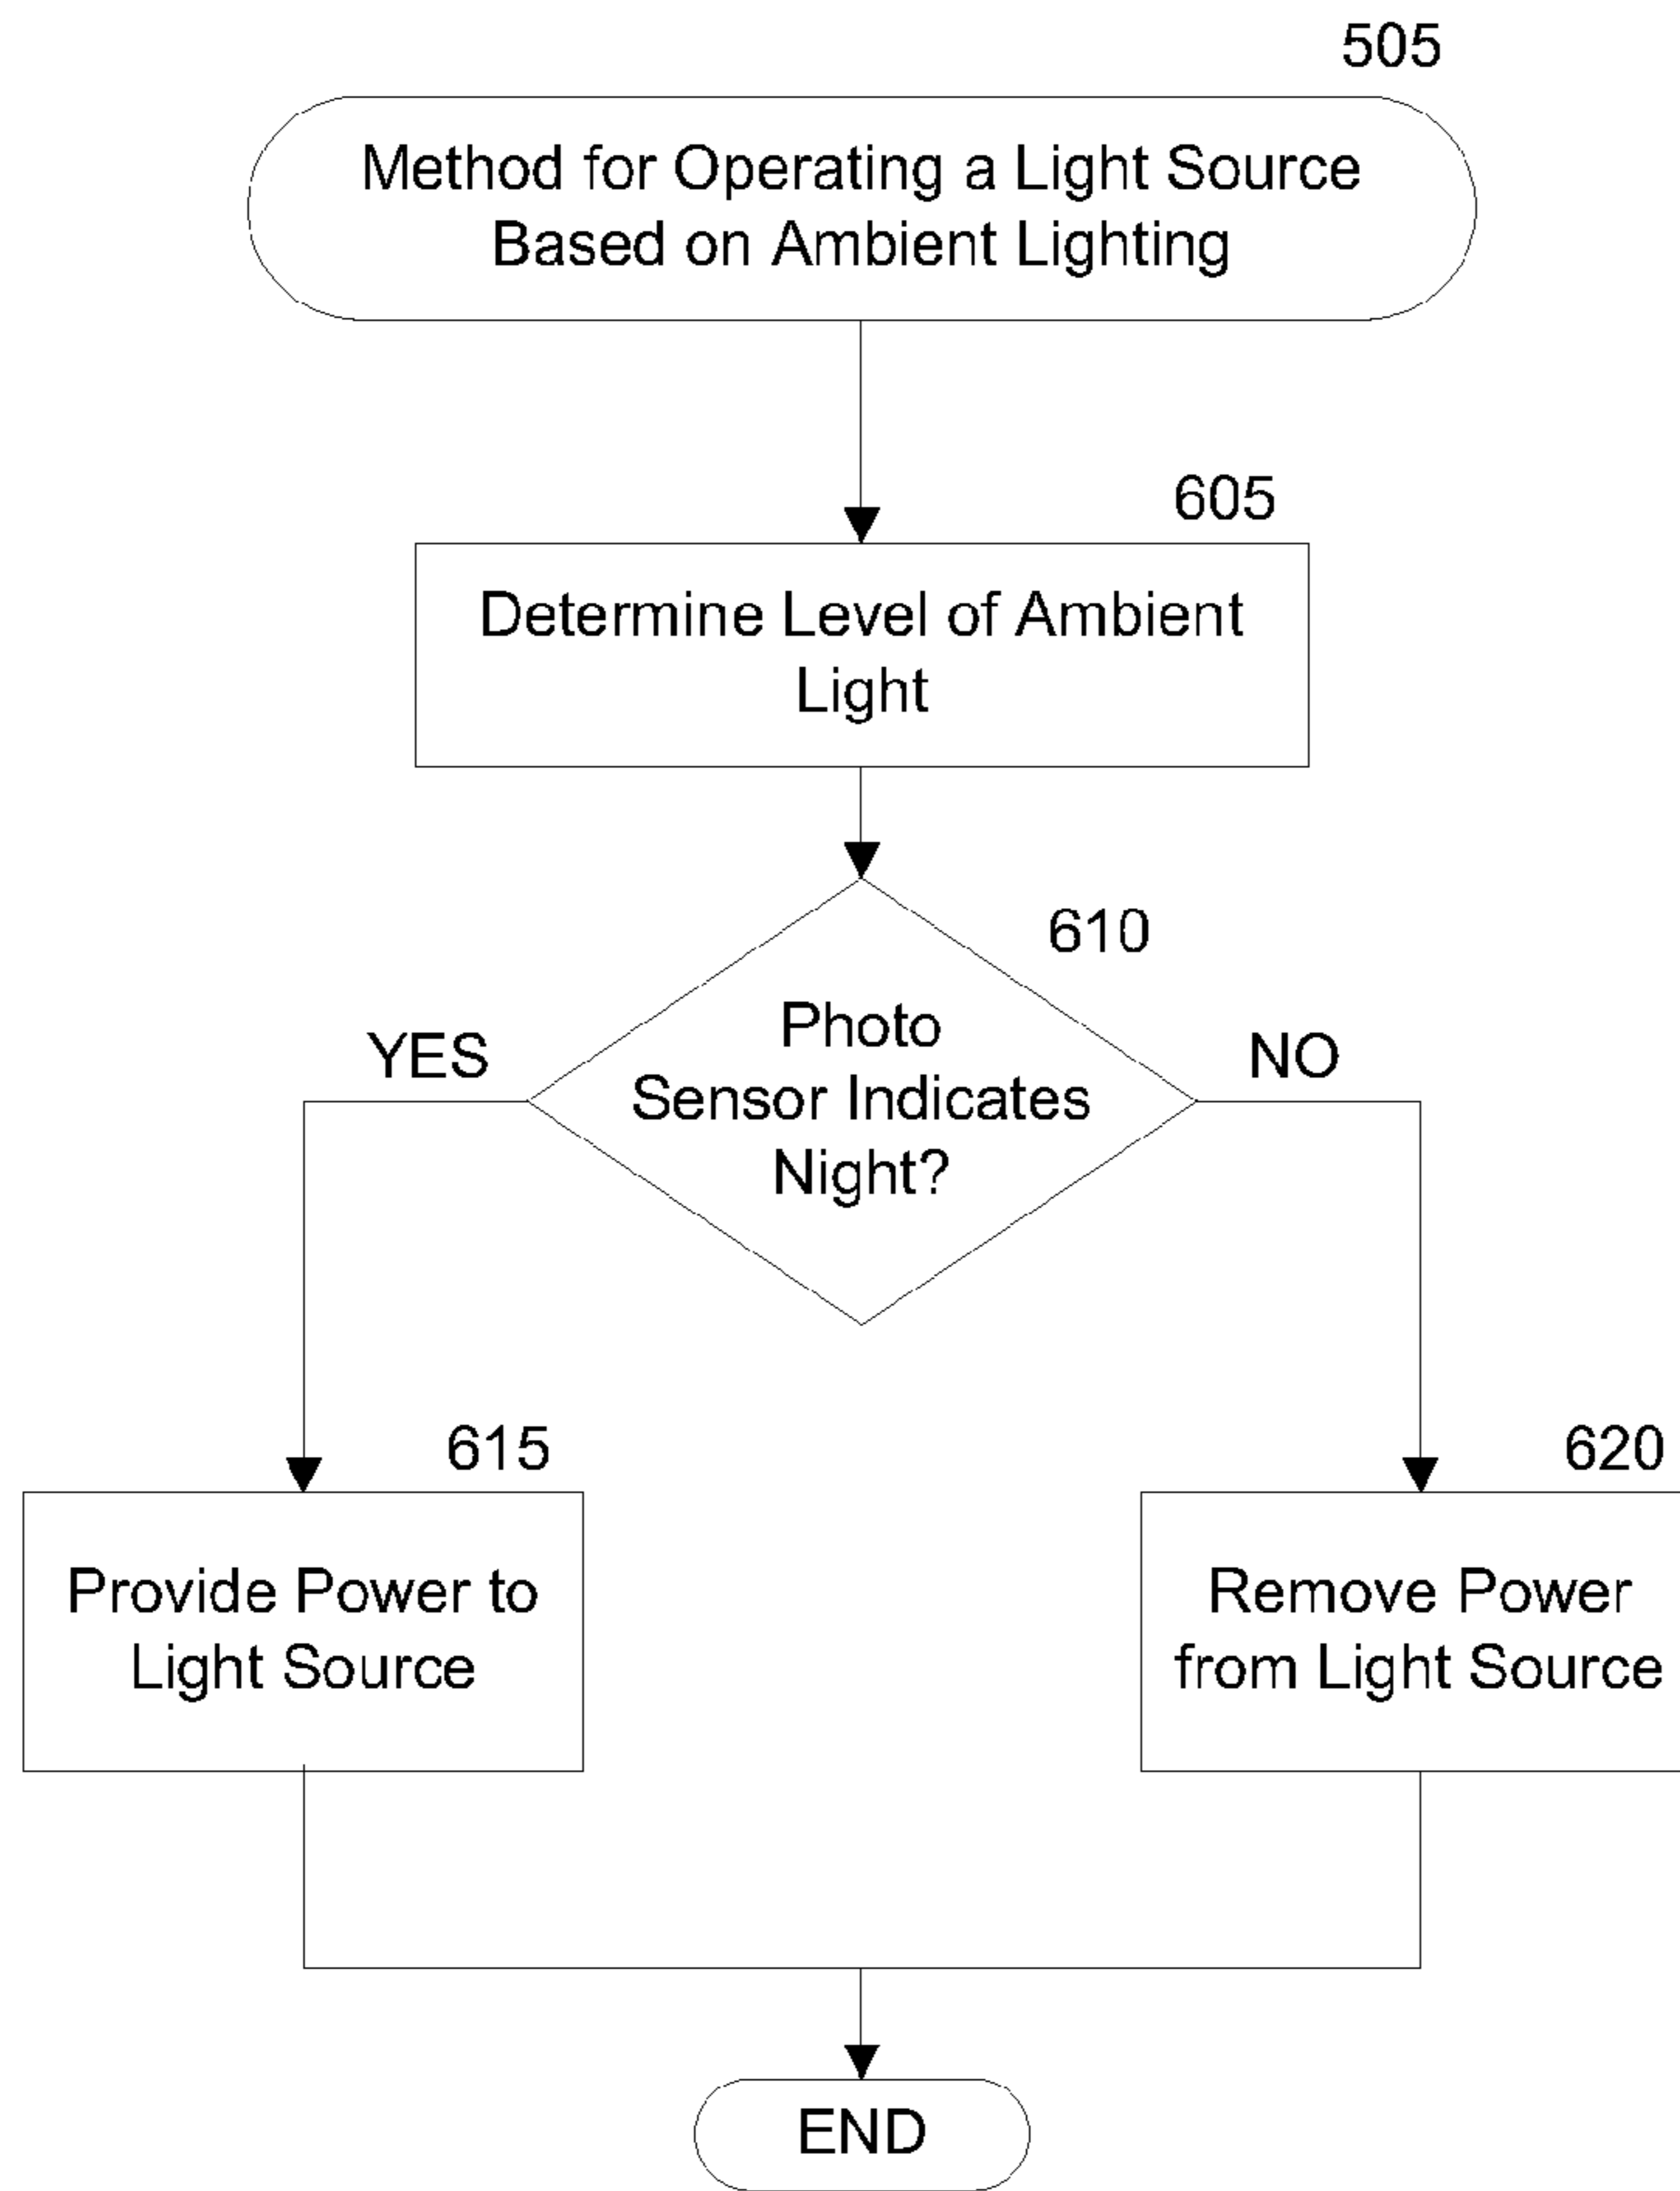 505
Method for Operating a Light Source
Based on Ambient Lighting
605
Determine Level of Ambient
Light
610
Photo
Sensor Indicates
Night?
YES
NO
615
Provide Power to
Light Source
620
Remove Power
from Light Source
END